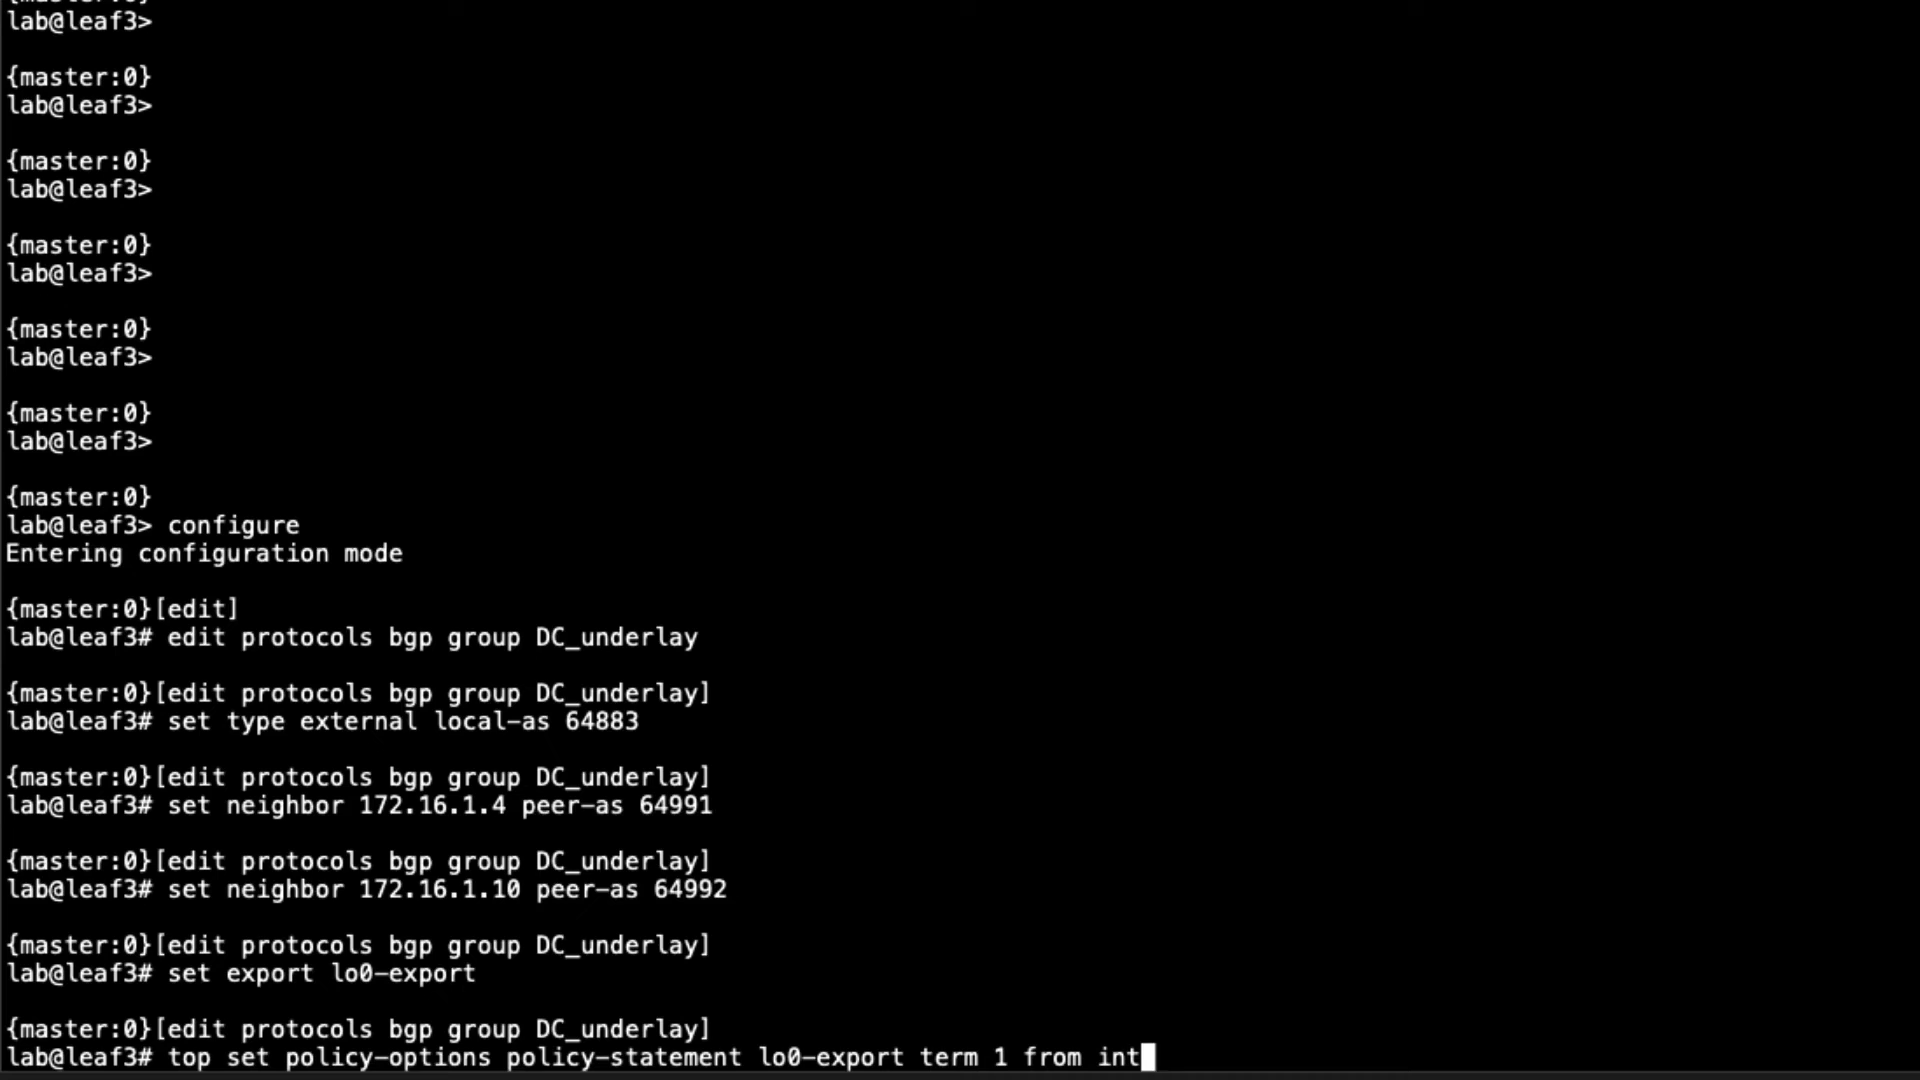 lab@leaf3>
{master:0}
lab@leaf3>
{master:0}
lab@leaf3>
{master:0}
lab@leaf3>
{master:0}
lab@leaf3>
{master:0}
lab@leaf3>
{master:0}
lab@leaf3> configure
Entering configuration mode
{master:0}[edit]
lab@leaf3# edit protocols bgp group DC_underlay
{master:0}[edit protocols bgp group DC_underlay]
lab@leaf3# set type external local-as 64883
{master:0}[edit protocols bgp group DC_underlay]
lab@leaf3# set neighbor 172.16.1.4 peer-as 64991
{master:0}[edit protocols bgp group DC_underlay]
lab@leaf3# set neighbor 172.16.1.10 peer-as 64992
{master:0}[edit protocols bgp group DC_underlay]
lab@leaf3# set export lo0-export
{master:0}[edit protocols bgp group DC_underlay]
lab@leaf3# top set policy-options policy-statement lo0-export term 1 from int